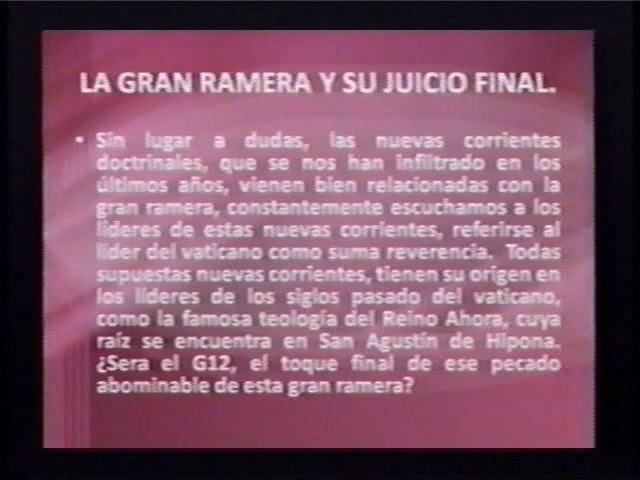 LA GRAN RAMERA Y SU JUICIO FINAL.
• Sin lugar a dudas, las nuevas corrientes
doctrinales, que se nos han infiltrado en los
últimos años, vienen bien relacionadas con la
gran ramera, constantemente escuchamos a los
lideres de estas nuevas corrientes, referirse al
líder del vaticano como suma reverencia. Todas
supuestas nuevas corrientes, tienen su origen en
los líderes de los siglos pasado del vaticano,
como la famosa teología del Reino Ahora, cuya
raíz se encuentra en San Agustín de Hipona.
¿Sera el G12, el toque final de ese pecado
abominable de esta gran ramera?